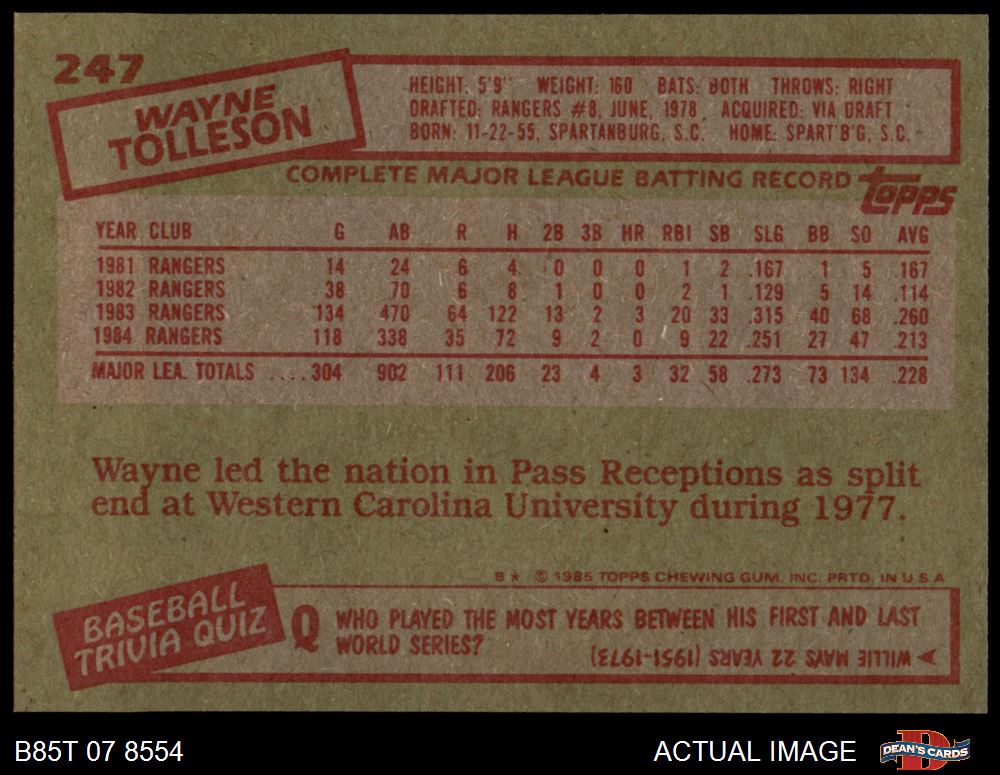 247
WAYNE
TOLLESON
HEIGHT: 5'9" WEIGHT: 160 BATS: BOTH THROWS: RIGHT
DRAFTED: RANGERS #8, JUNE, 1978 ACQUIRED: VIA DRAFT
BORN: 11-22-55, SPARTANBURG, S.C. HOME: SPART'B'G, S.C.
COMPLETE MAJOR LEAGUE BATTING RECORD topps
YEAR CLUB G AB R H 2B 3B HR RBI SB SLG BB SO AVG
1981 RANGERS 14 24 6 4 0 0 0 1 2 .167 1 5 .167
1982 RANGERS 38 70 6 8 1 0 0 2 1 .129 5 14 .114
1983 RANGERS 134 470 64 122 13 2 3 20 33 .315 40 68 .260
1984 RANGERS 118 338 35 72 9 2 0 9 22 .251 27 47 .213
MAJOR LEA. TOTALS ....304 902 111 206 23 4 3 32 58 .273 73 134 .228
Wayne led the nation in Pass Receptions as split
end at Western Carolina University during 1977.
B★ © 1985 TOPPS CHEWING GUM, INC. PRTD. IN U.S.A
BASEBALL
TRIVIA QUIZ
Q WHO PLAYED THE MOST YEARS BETWEEN HIS FIRST AND LAST
WORLD SERIES?
WILLIE MAYS 22 YEARS (1951-1973)
B85T 07 8554
ACTUAL IMAGE
D
DEAN'S CARDS